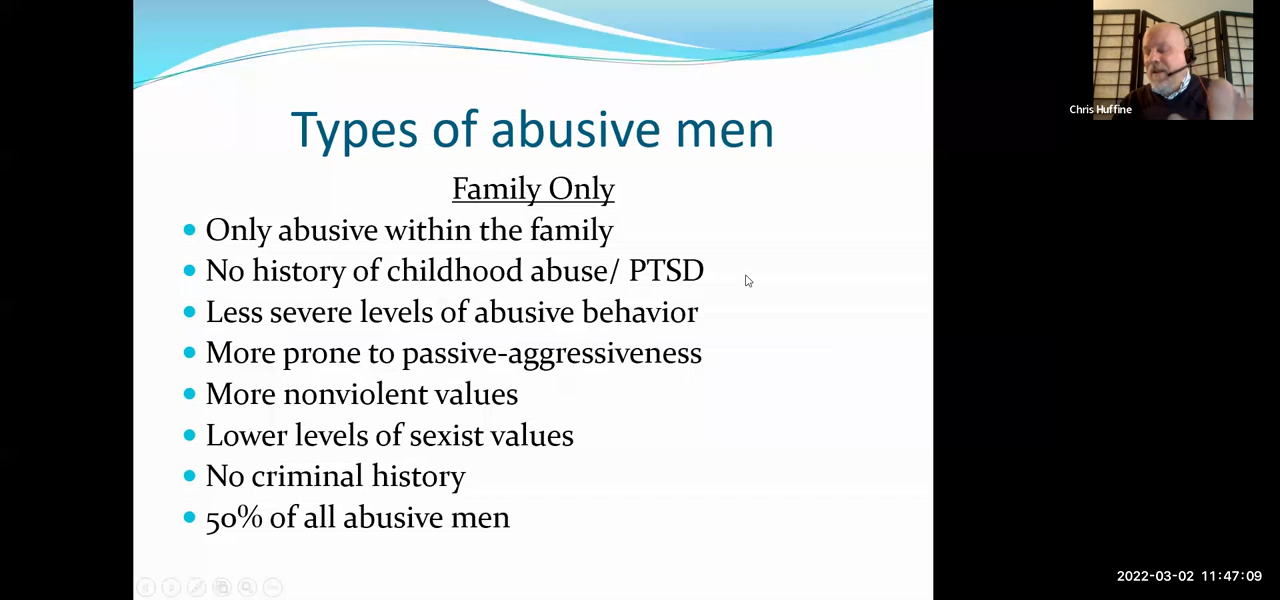 Types of abusive men
Family Only
• Only abusive within the family
• No history of childhood abuse/ PTSD
• Less severe levels of abusive behavior
• More prone to passive-aggressiveness
• More nonviolent values
• Lower levels of sexist values
• No criminal history
• 50% of all abusive men
Chris Huffine
2022-03-02 11:47:09